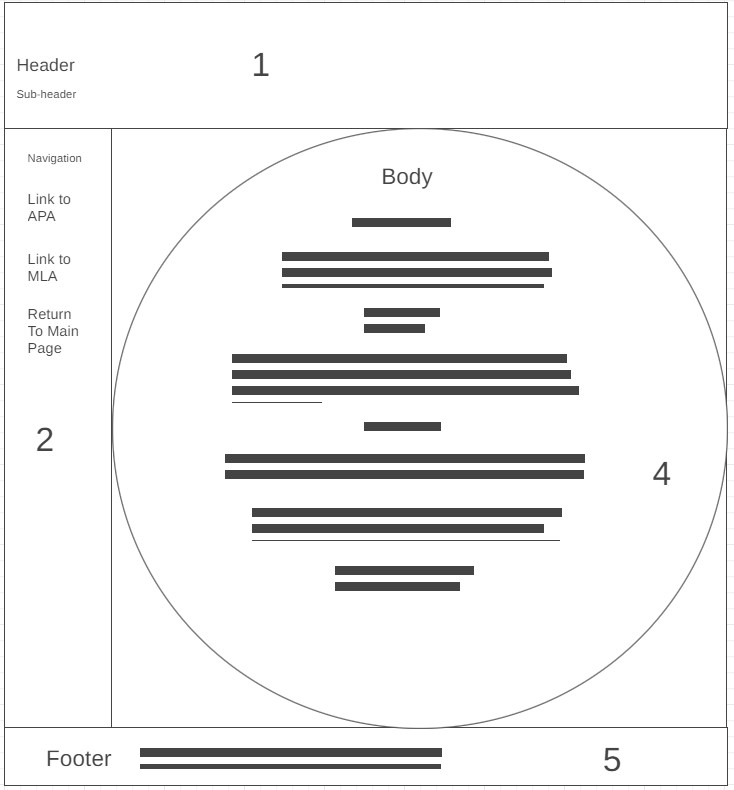 Header
1
Sub-header
Navigation
Link to
APA
Link to
MLA
Return
To Main
Page
2
Body
4
Footer
5